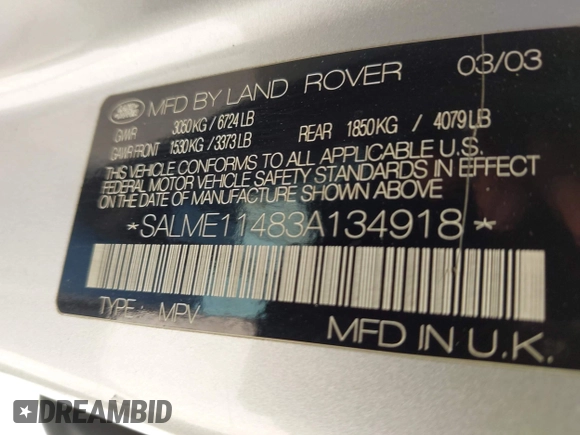 MFD BY LAND ROVER 03/03
GVWR 3050 KG / 6724 LB
GAWR FRONT 1530 KG / 3373 LB REAR 1850 KG / 4079 LB
THIS VEHICLE CONFORMS TO ALL APPLICABLE U.S.
FEDERAL MOTOR VEHICLE SAFETY STANDARDS IN EFFECT
ON THE DATE OF MANUFACTURE SHOWN ABOVE
*SALME11483A134918*
TYPE: MPV
MFD IN U.K.
DREAMBID